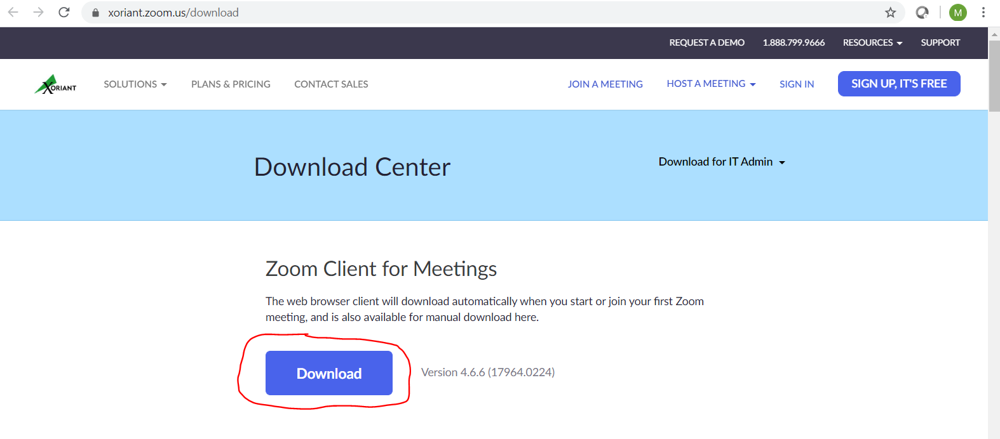 xoriant.zoom.us/download
M
REQUEST A DEMO 1.888.799.9666 RESOURCES SUPPORT
XORIANT SOLUTIONS PLANS & PRICING CONTACT SALES JOIN A MEETING HOST A MEETING SIGN IN SIGN UP, IT'S FREE
Download Center
Download for IT Admin
Zoom Client for Meetings
The web browser client will download automatically when you start or join your first Zoom
meeting, and is also available for manual download here.
Download Version 4.6.6 (17964.0224)